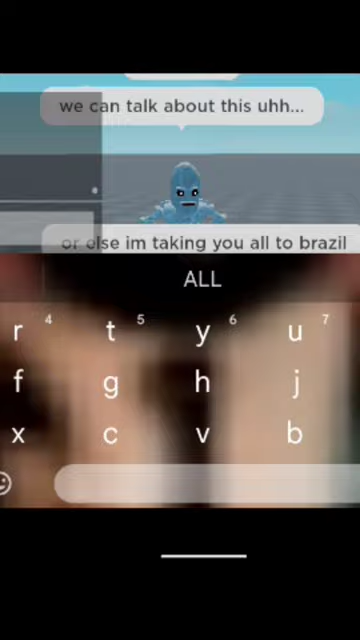 we can talk about this uhh...
or else im taking you all to brazil
ALL
r 4 t 5 y 6 u 7
f g h j
x c v b